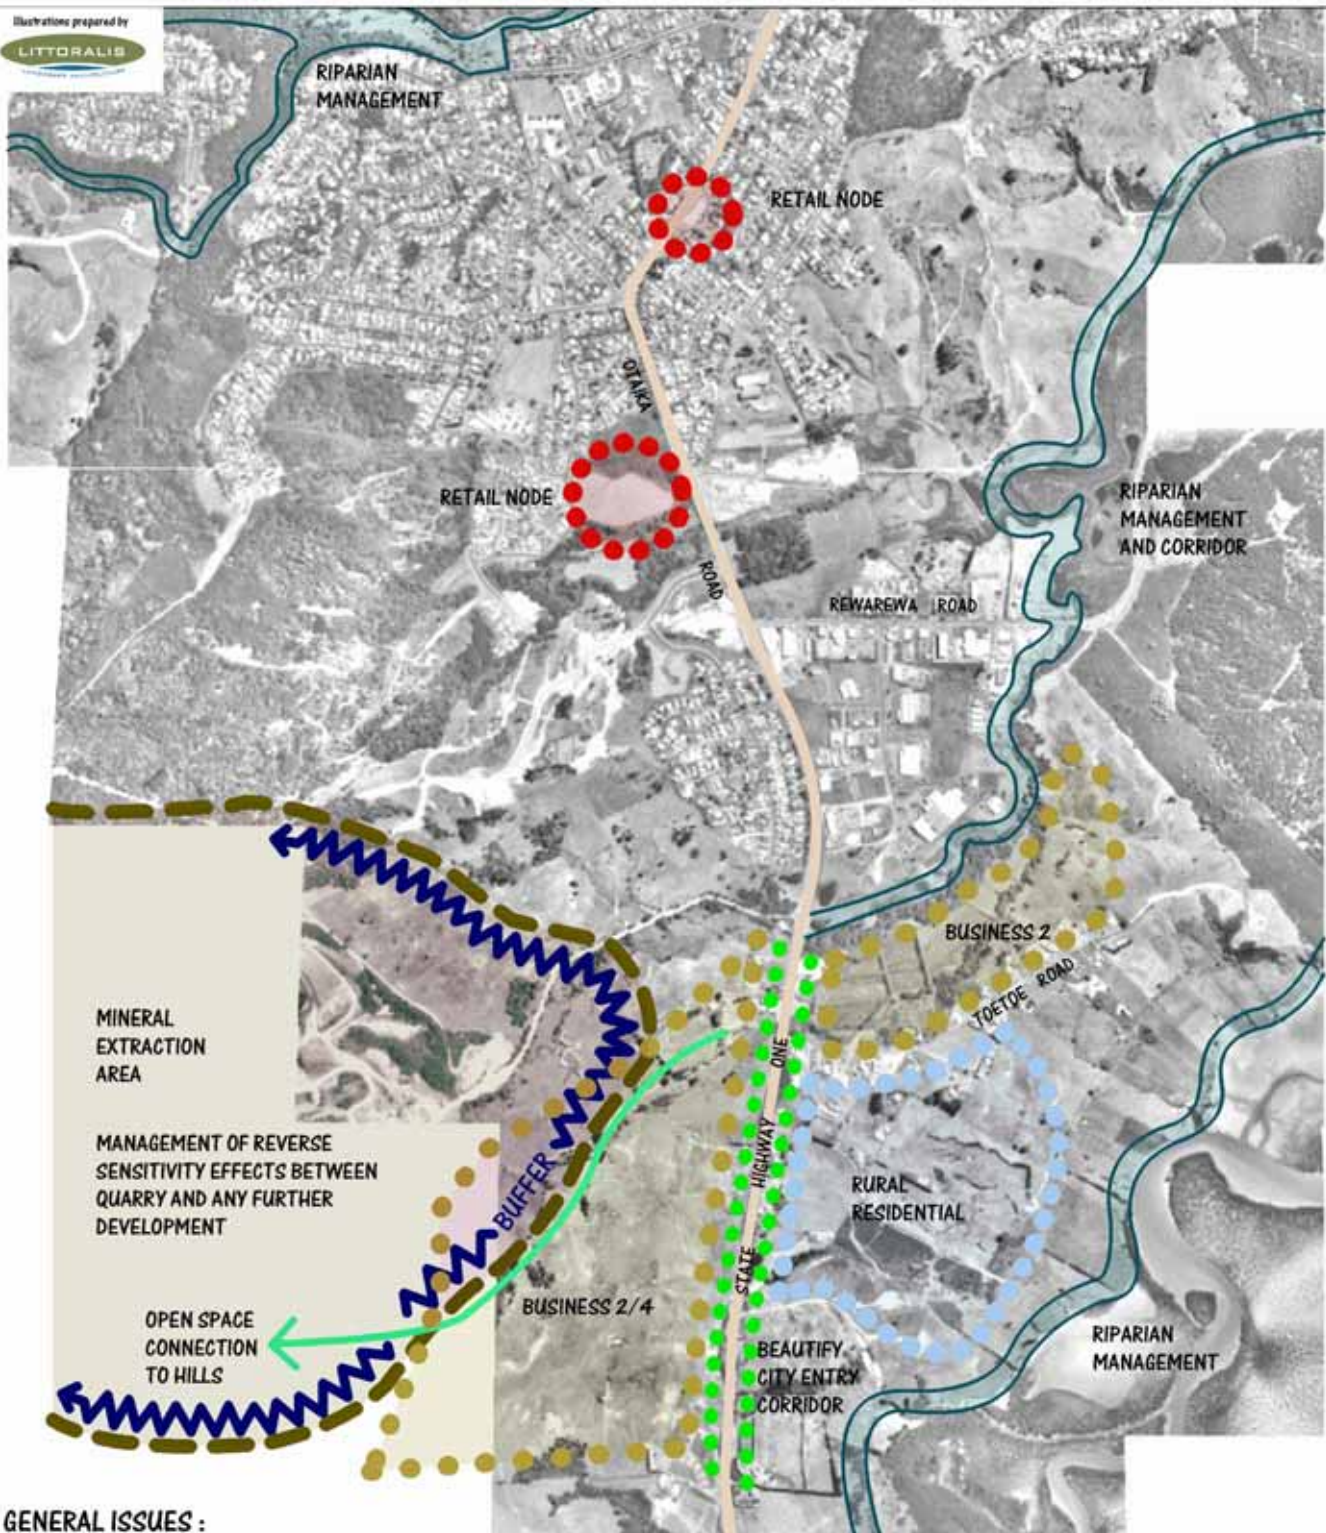 Illustrations prepared by
LITTORALIS
RIPARIAN
MANAGEMENT
RETAIL NODE
OTAIKA
RETAIL NODE
RIPARIAN
MANAGEMENT
AND CORRIDOR
ROAD
REWAREWA ROAD
BUSINESS 2
TOETOE ROAD
MINERAL
EXTRACTION
AREA
ONE
HIGHWAY
STATE
MANAGEMENT OF REVERSE
SENSITIVITY EFFECTS BETWEEN
QUARRY AND ANY FURTHER
DEVELOPMENT
BUFFER
RURAL
RESIDENTIAL
BUSINESS 2/4
OPEN SPACE
CONNECTION
TO HILLS
BEAUTIFY
CITY ENTRY
CORRIDOR
RIPARIAN
MANAGEMENT
GENERAL ISSUES :